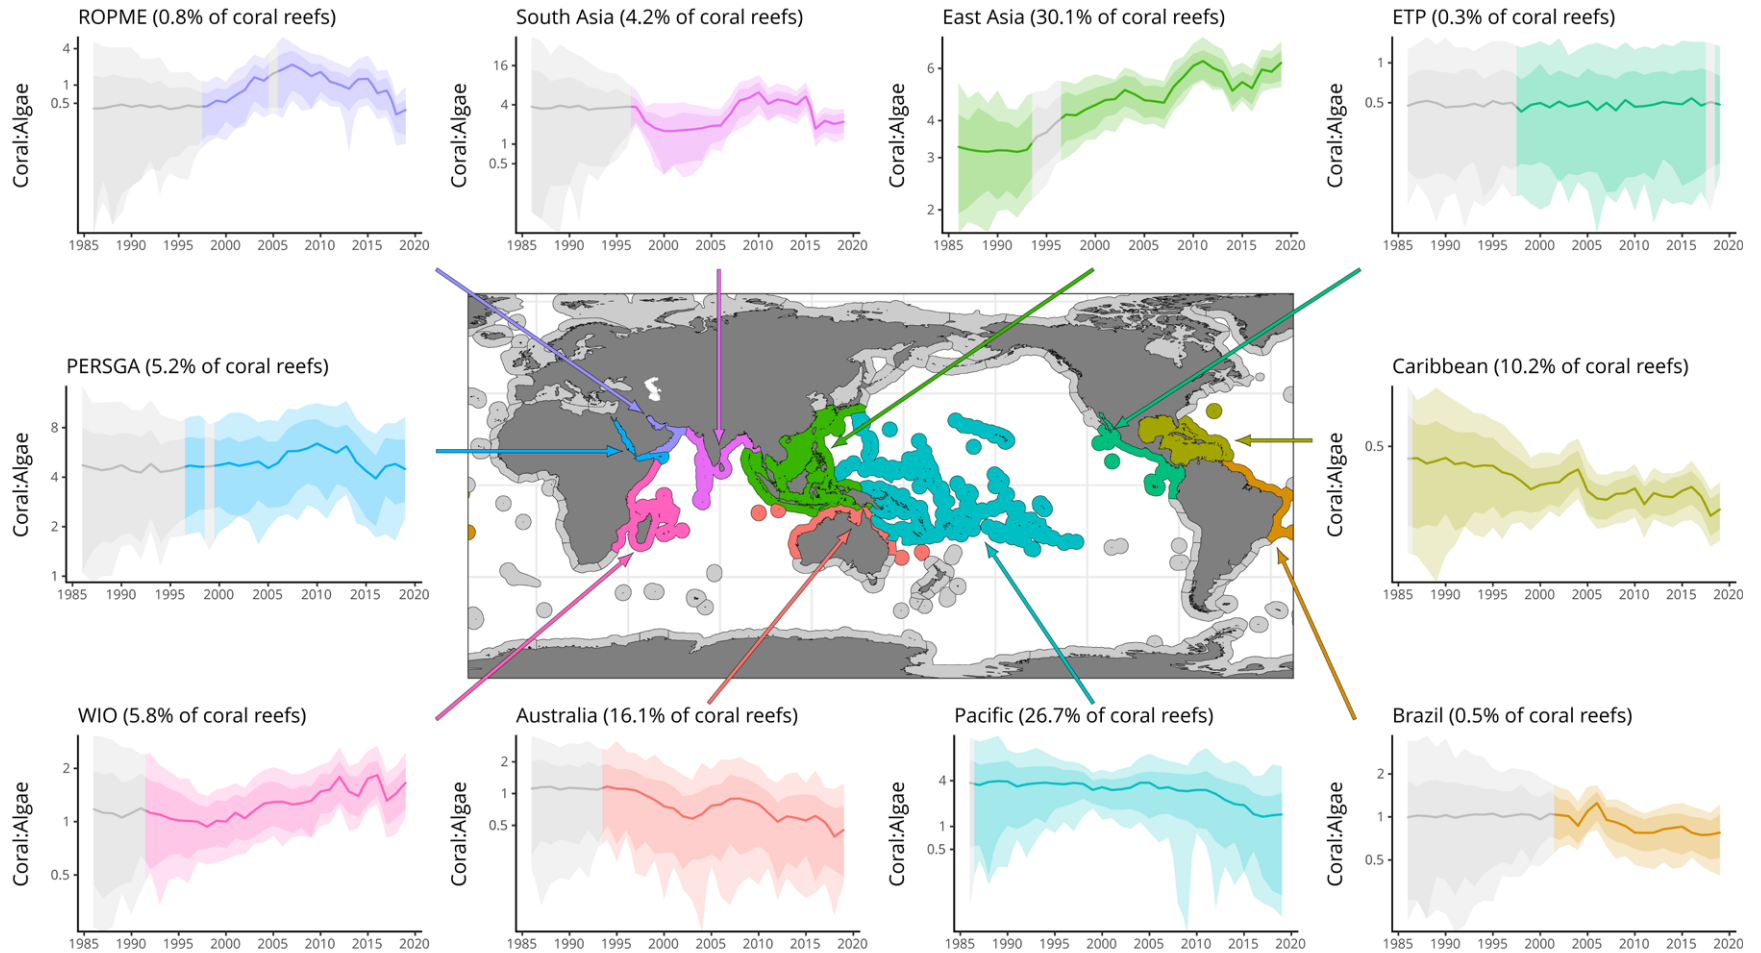 ROPME (0.8% of coral reefs)
South Asia (4.2% of coral reefs)
East Asia (30.1% of coral reefs)
ETP (0.3% of coral reefs)
Coral:Algae
4
1
0.5
1985 1990 1995 2000 2005 2010 2015 2020
Coral:Algae
16
4
1
0.5
1985 1990 1995 2000 2005 2010 2015 2020
Coral:Algae
6
4
3
2
1985 1990 1995 2000 2005 2010 2015 2020
Coral:Algae
1
0.5
1985 1990 1995 2000 2005 2010 2015 2020
PERSGA (5.2% of coral reefs)
Coral:Algae
8
4
2
1
1985 1990 1995 2000 2005 2010 2015 2020
Caribbean (10.2% of coral reefs)
Coral:Algae
0.5
1985 1990 1995 2000 2005 2010 2015 2020
WIO (5.8% of coral reefs)
Australia (16.1% of coral reefs)
Pacific (26.7% of coral reefs)
Brazil (0.5% of coral reefs)
Coral:Algae
2
1
0.5
1985 1990 1995 2000 2005 2010 2015 2020
Coral:Algae
2
1
0.5
1985 1990 1995 2000 2005 2010 2015 2020
Coral:Algae
4
1
0.5
1985 1990 1995 2000 2005 2010 2015 2020
Coral:Algae
2
1
0.5
1985 1990 1995 2000 2005 2010 2015 2020